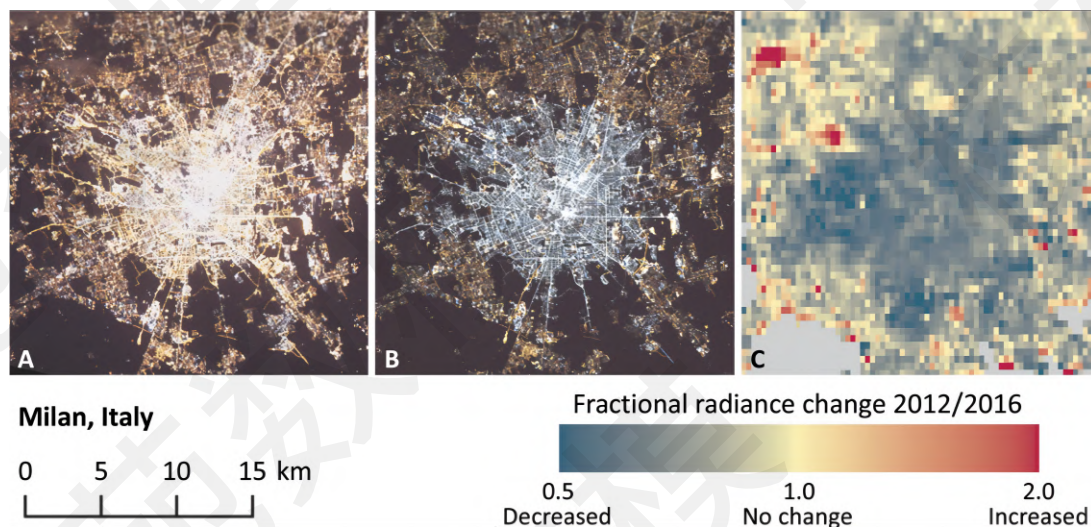 A
B
C
Milan, Italy
0 5 10 15 km
Fractional radiance change 2012/2016
0.5 1.0 2.0
Decreased No change Increased